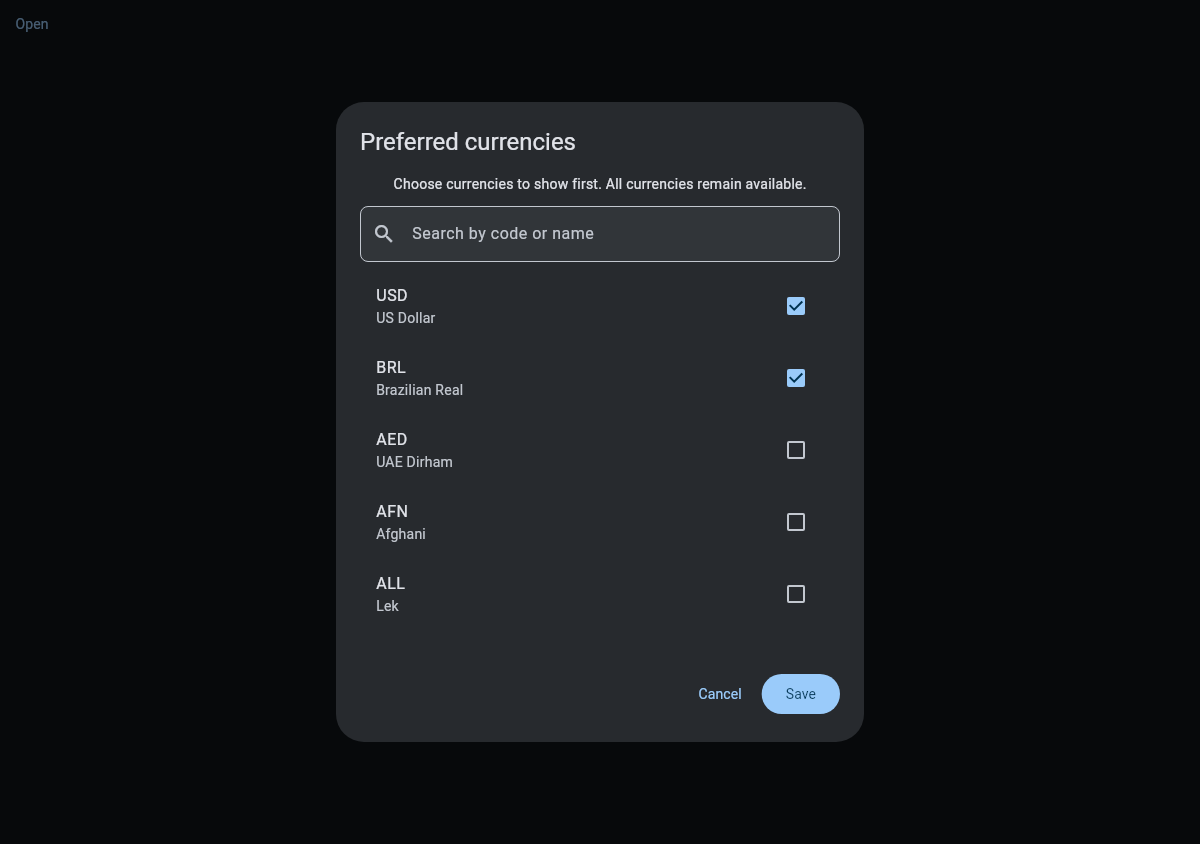 Open
Preferred currencies
Choose currencies to show first. All currencies remain available.
Search by code or name
USD
US Dollar
BRL
Brazilian Real
AED
UAE Dirham
AFN
Afghani
ALL
Lek
Cancel
Save